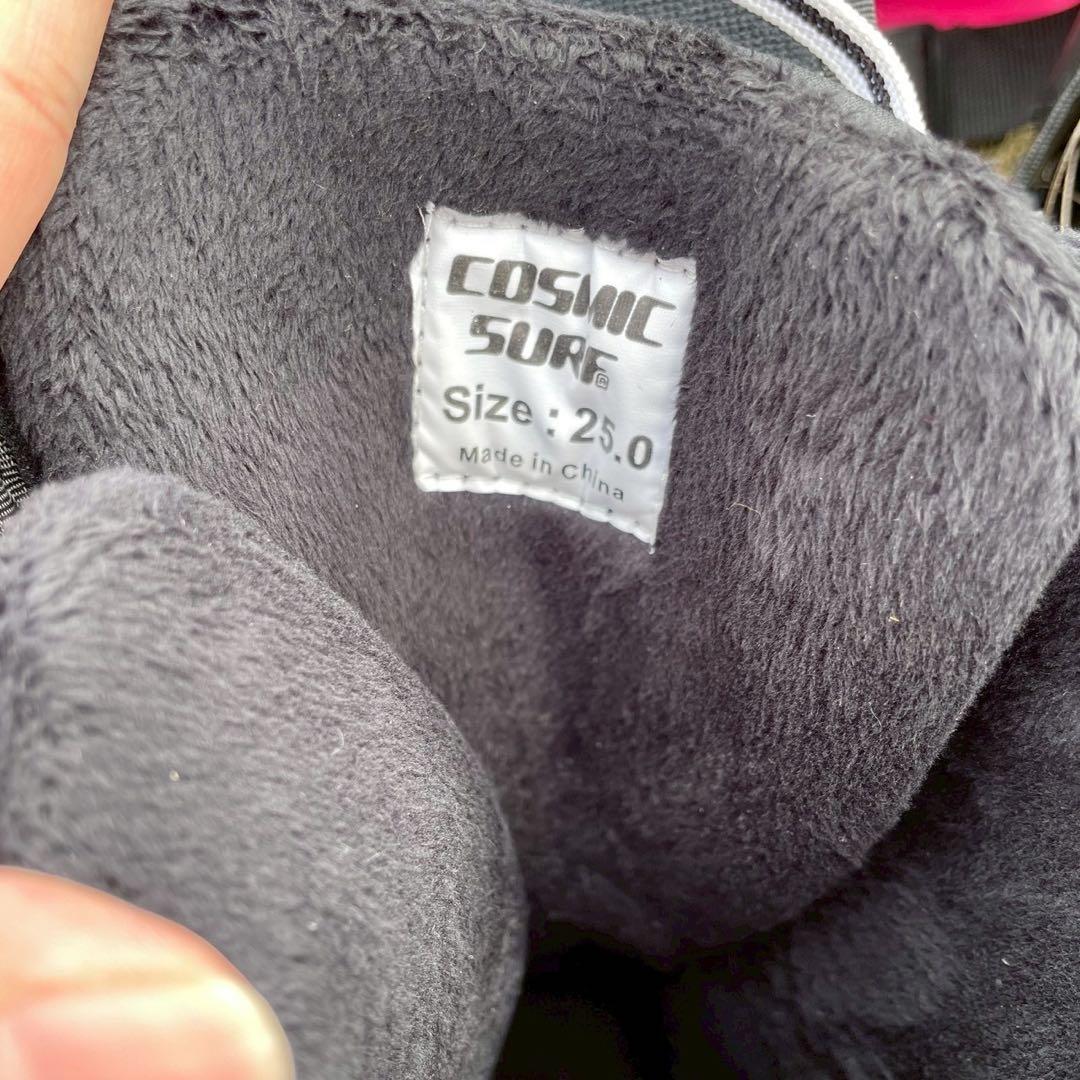 COSMIC
SURF®
Size : 25.0
Made in China